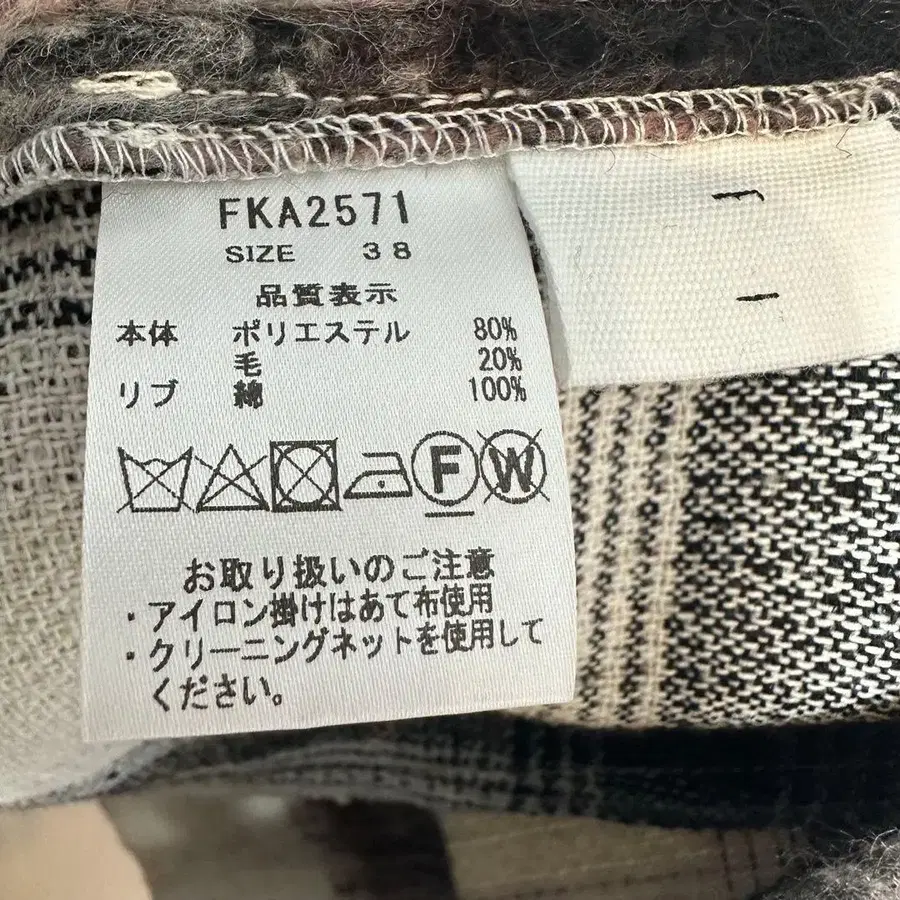 FKA2571
SIZE 38
品質表示
本体 ポリエステル 80%
毛 20%
リブ 綿 100%
F W
お取り扱いのご注意
・アイロン掛けはあて布使用
・クリーニングネットを使用して
ください。